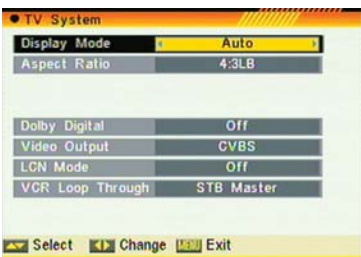 TV System
Display Mode Auto
Aspect Ratio 4:3LB
Dolby Digital Off
Video Output CVBS
LCN Mode Off
VCR Loop Through STB Master
Select Change Exit